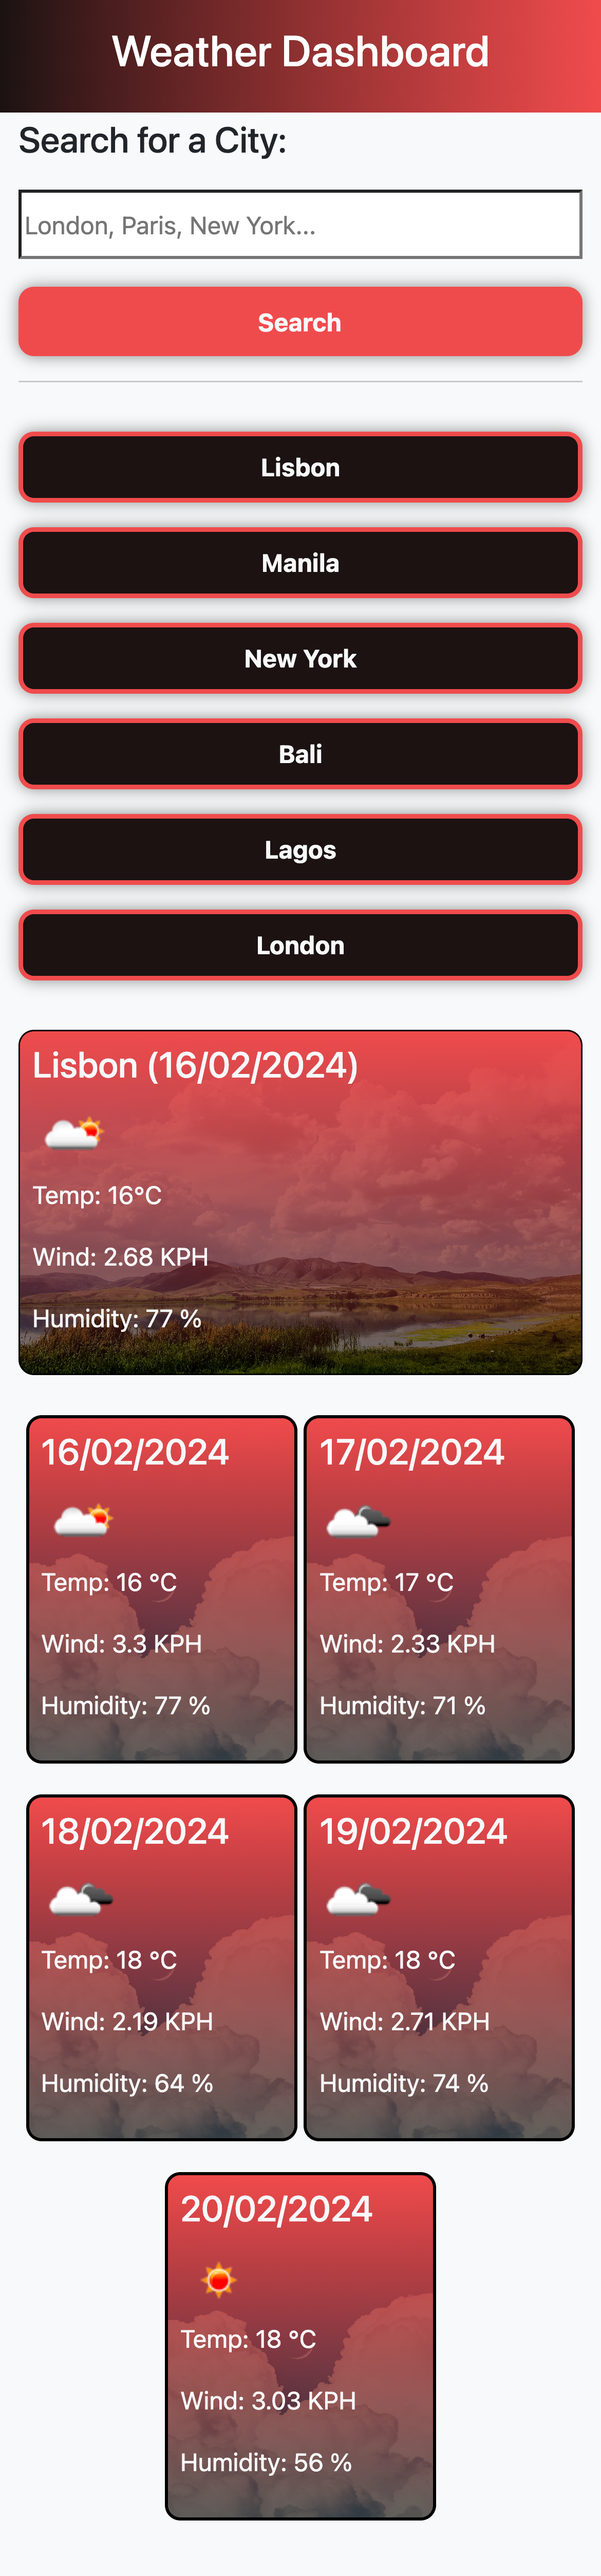 Weather Dashboard
Search for a City:
London, Paris, New York...
Search
Lisbon
Manila
New York
Bali
Lagos
London
Lisbon (16/02/2024)
Temp: 16°C
Wind: 2.68 KPH
Humidity: 77 %
16/02/2024
Temp: 16 °C
Wind: 3.3 KPH
Humidity: 77 %
17/02/2024
Temp: 17 °C
Wind: 2.33 KPH
Humidity: 71 %
18/02/2024
Temp: 18 °C
Wind: 2.19 KPH
Humidity: 64 %
19/02/2024
Temp: 18 °C
Wind: 2.71 KPH
Humidity: 74 %
20/02/2024
Temp: 18 °C
Wind: 3.03 KPH
Humidity: 56 %